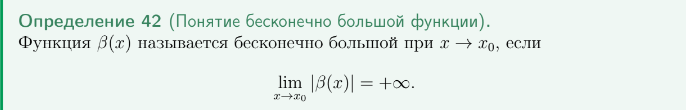 Определение 42 (Понятие бесконечно большой функции).
Функция β(x) называется бесконечно большой при x → x₀, если
lim |β(x)| = +∞.
x→x₀